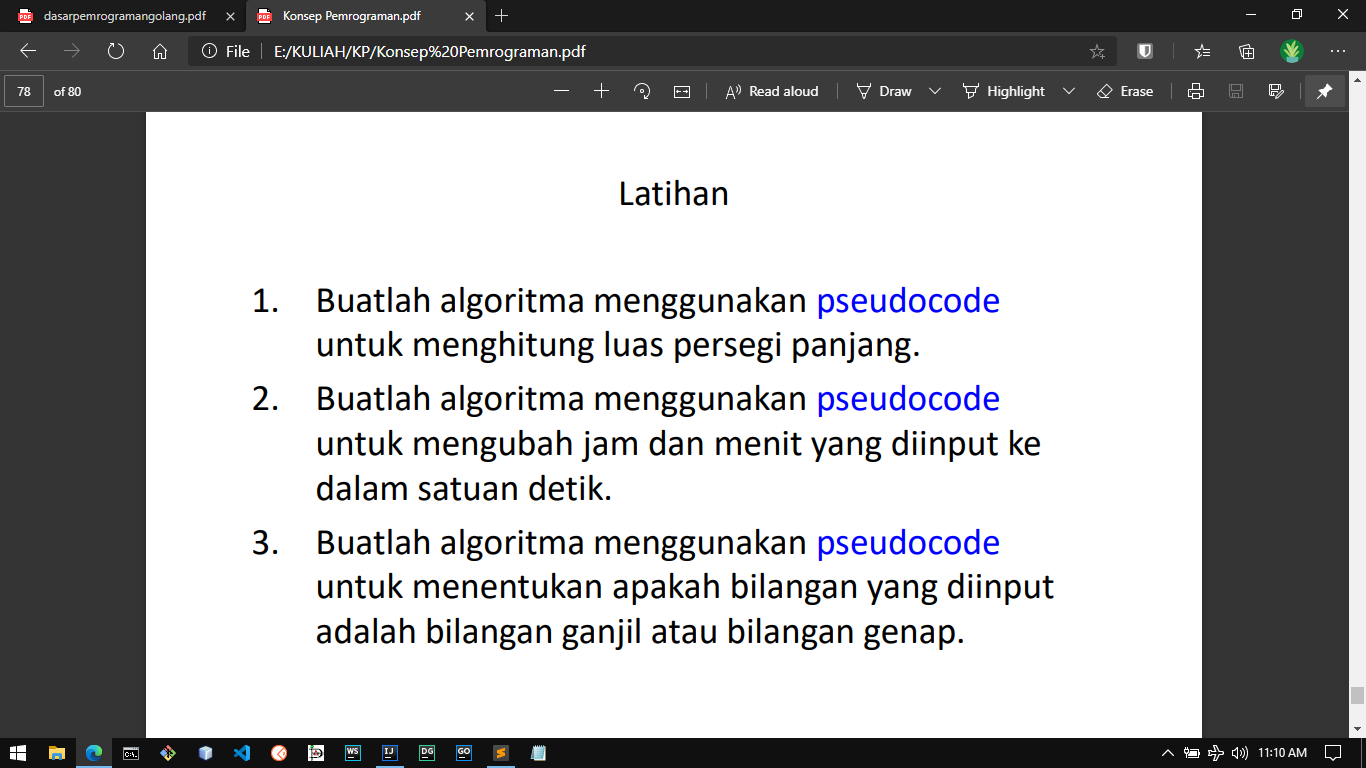 dasarpemrogramangolang.pdf
Konsep Pemrograman.pdf
File
E:/KULIAH/KP/Konsep%20Pemrograman.pdf
78 of 80
Read aloud
Draw
Highlight
Erase
Latihan
1. Buatlah algoritma menggunakan pseudocode
untuk menghitung luas persegi panjang.
2. Buatlah algoritma menggunakan pseudocode
untuk mengubah jam dan menit yang diinput ke
dalam satuan detik.
3. Buatlah algoritma menggunakan pseudocode
untuk menentukan apakah bilangan yang diinput
adalah bilangan ganjil atau bilangan genap.
WS
IJ
DG
GO
11:10 AM